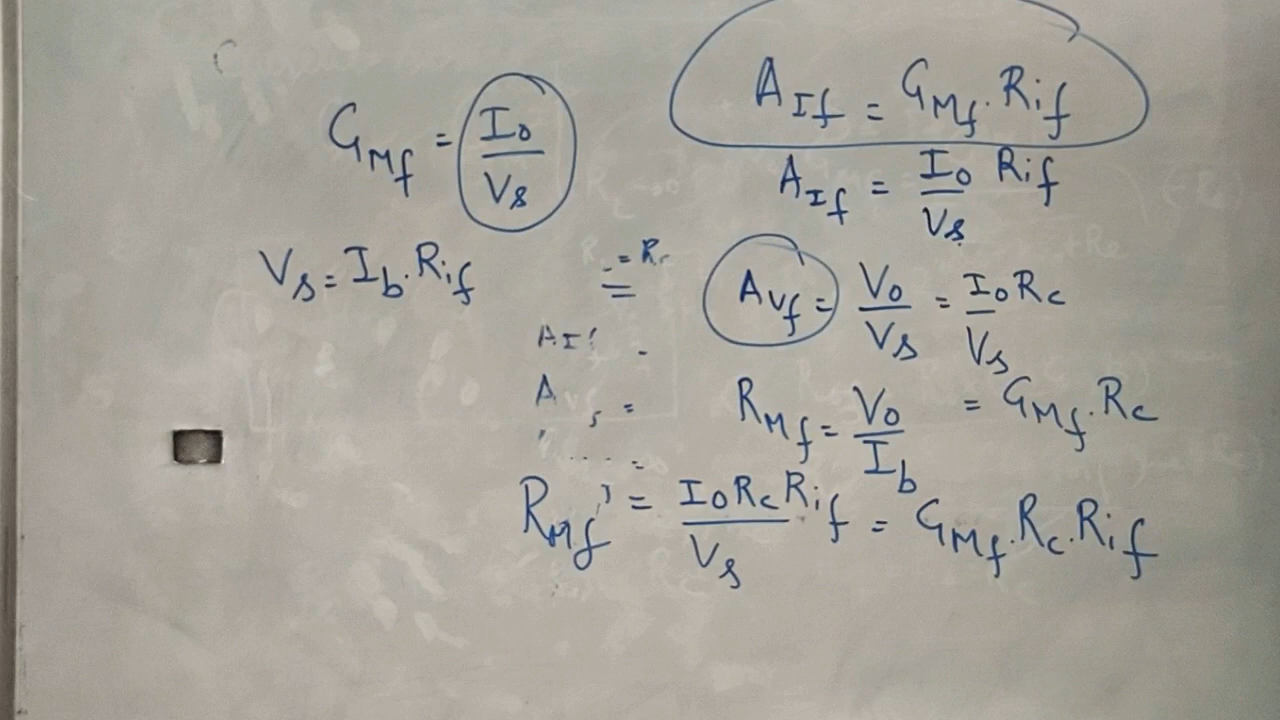 A_If = G_Mf . R_if
G_Mf = I_o / V_s
A_If = I_o / V_s R_if
V_s = I_b . R_if
= R
A_Vf = V_o / V_s = I_o R_c / V_s
A I
A
R_Mf = V_o / I_b
= G_Mf . R_c
R_Mf = I_o R_c R_if / V_s = G_Mf . R_c . R_if